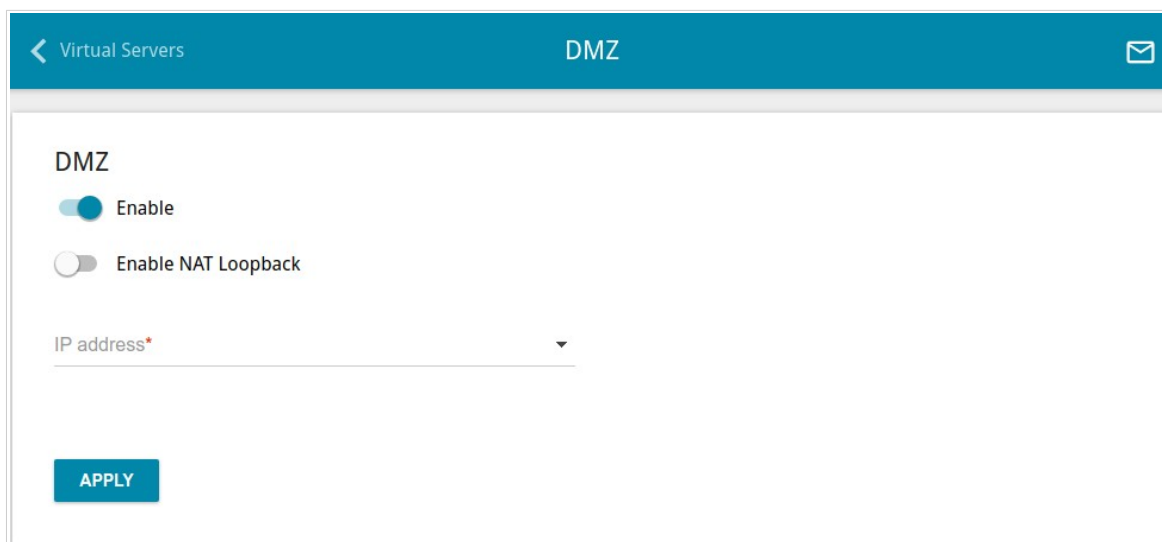 Virtual Servers
DMZ
DMZ
Enable
Enable NAT Loopback
IP address*
APPLY